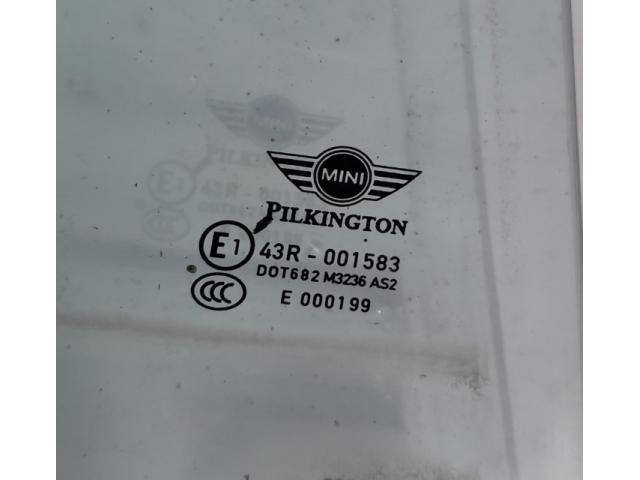 MINI
PILKINGTON
E1 43R - 001583
DOT682 M3236 AS2
CCC E 000199